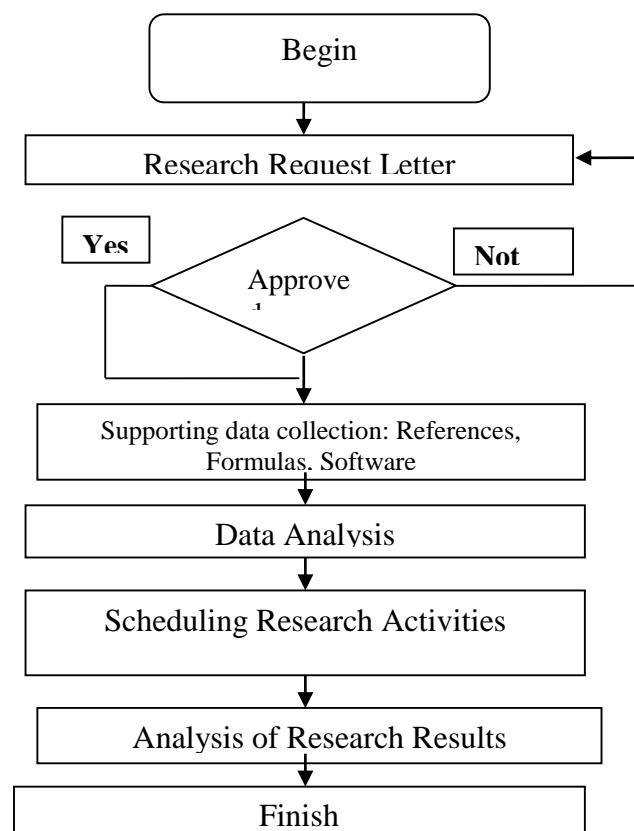 Begin
Research Request Letter
Yes
Not
Approve
Supporting data collection: References,
Formulas, Software
Data Analysis
Scheduling Research Activities
Analysis of Research Results
Finish